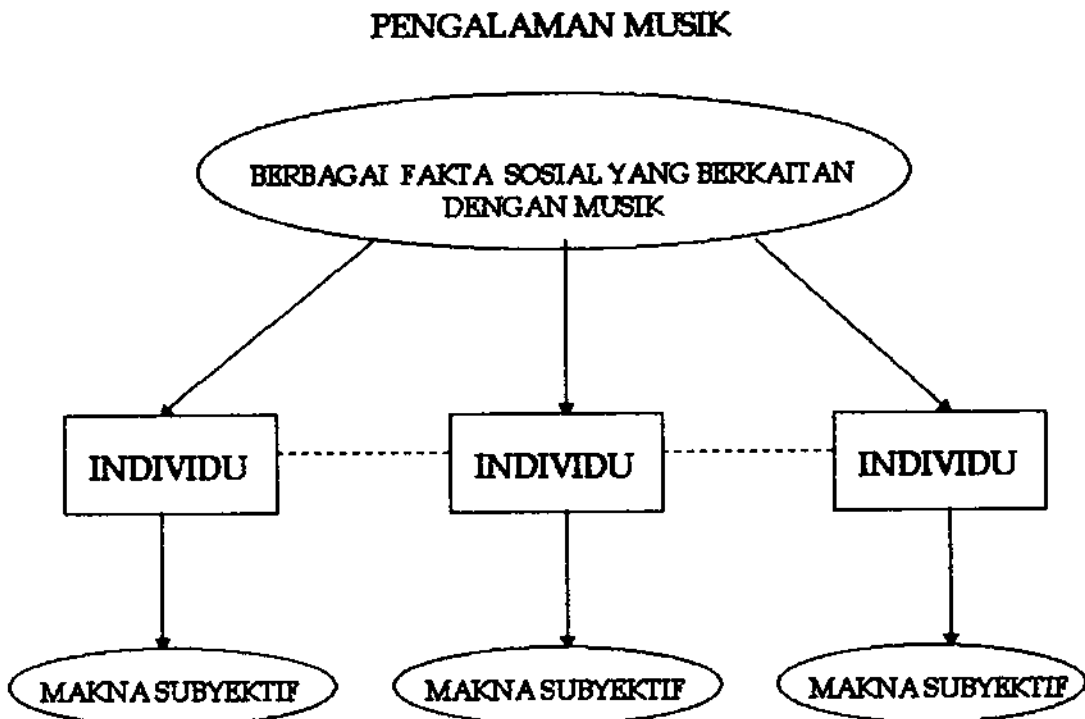 PENGALAMAN MUSIK
BERBAGAI FAKTA SOSIAL YANG BERKAITAN
DENGAN MUSIK
INDIVIDU
INDIVIDU
INDIVIDU
MAKNA SUBYEKTIF
MAKNA SUBYEKTIF
MAKNA SUBYEKTIF